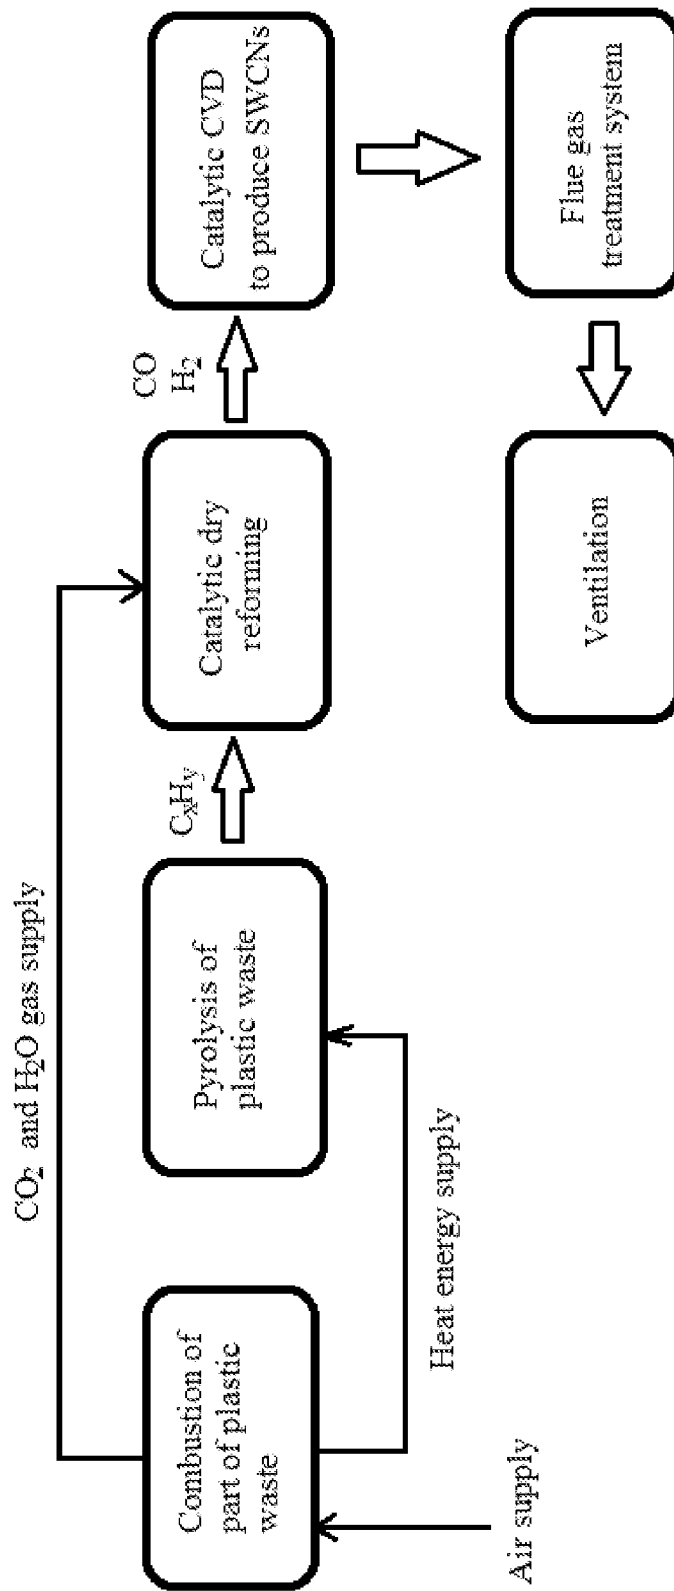 CO₂ and H₂O gas supply
Combustion of
part of plastic
waste
Pyrolysis of
plastic waste
CₓHᵧ
Catalytic dry
reforming
CO
H₂
Catalytic CVD
to produce SWCNs
Air supply
Heat energy supply
Ventilation
Flue gas
treatment system